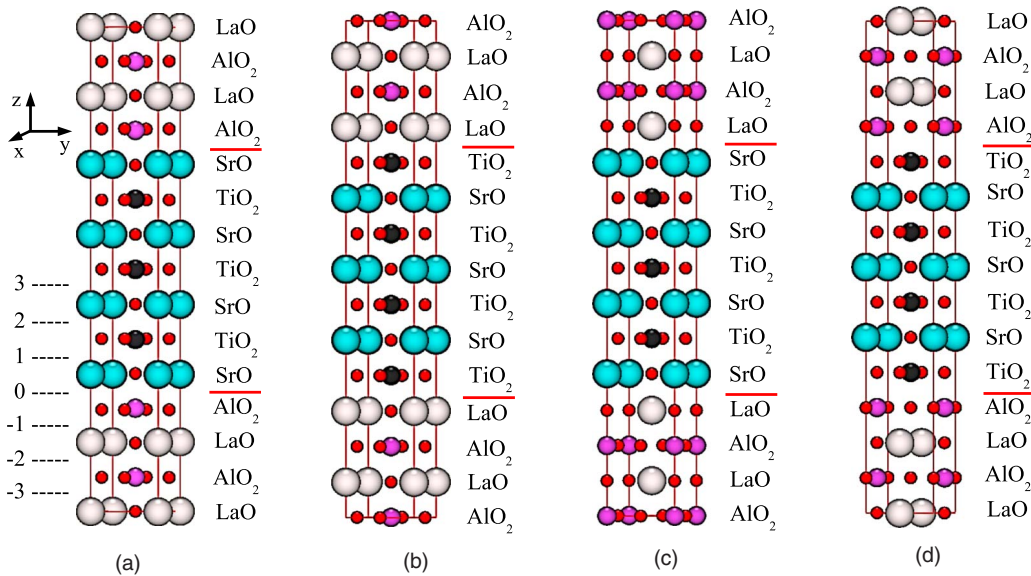 LaO
AlO₂
LaO
AlO₂
SrO
TiO₂
SrO
TiO₂
SrO
TiO₂
SrO
AlO₂
LaO
AlO₂
LaO
z
x
y
3
2
1
0
-1
-2
-3
(a)
AlO₂
LaO
AlO₂
LaO
TiO₂
SrO
TiO₂
SrO
TiO₂
SrO
TiO₂
LaO
AlO₂
LaO
AlO₂
(b)
AlO₂
LaO
AlO₂
LaO
SrO
TiO₂
SrO
TiO₂
SrO
TiO₂
SrO
LaO
AlO₂
LaO
AlO₂
(c)
LaO
AlO₂
LaO
AlO₂
TiO₂
SrO
TiO₂
SrO
TiO₂
SrO
TiO₂
AlO₂
LaO
AlO₂
LaO
(d)